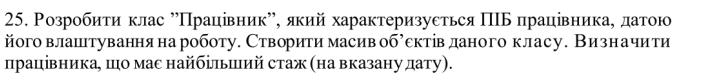 25. Розробити клас ”Працівник”, який характеризується ПІБ працівника, датою
його влаштування на роботу. Створити масив об’єктів даного класу. Визначити
працівника, що має найбільший стаж (на вказану дату).